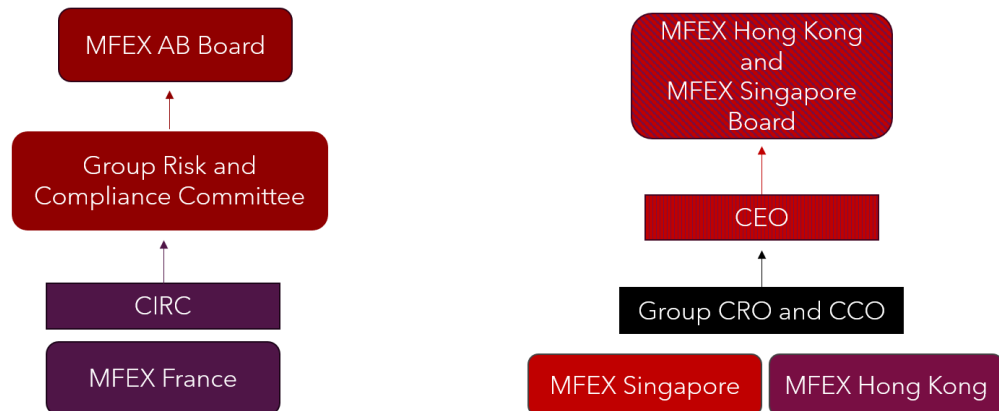 MFEX AB Board
Group Risk and
Compliance Committee
CIRC
MFEX France
MFEX Hong Kong
and
MFEX Singapore
Board
CEO
Group CRO and CCO
MFEX Singapore
MFEX Hong Kong